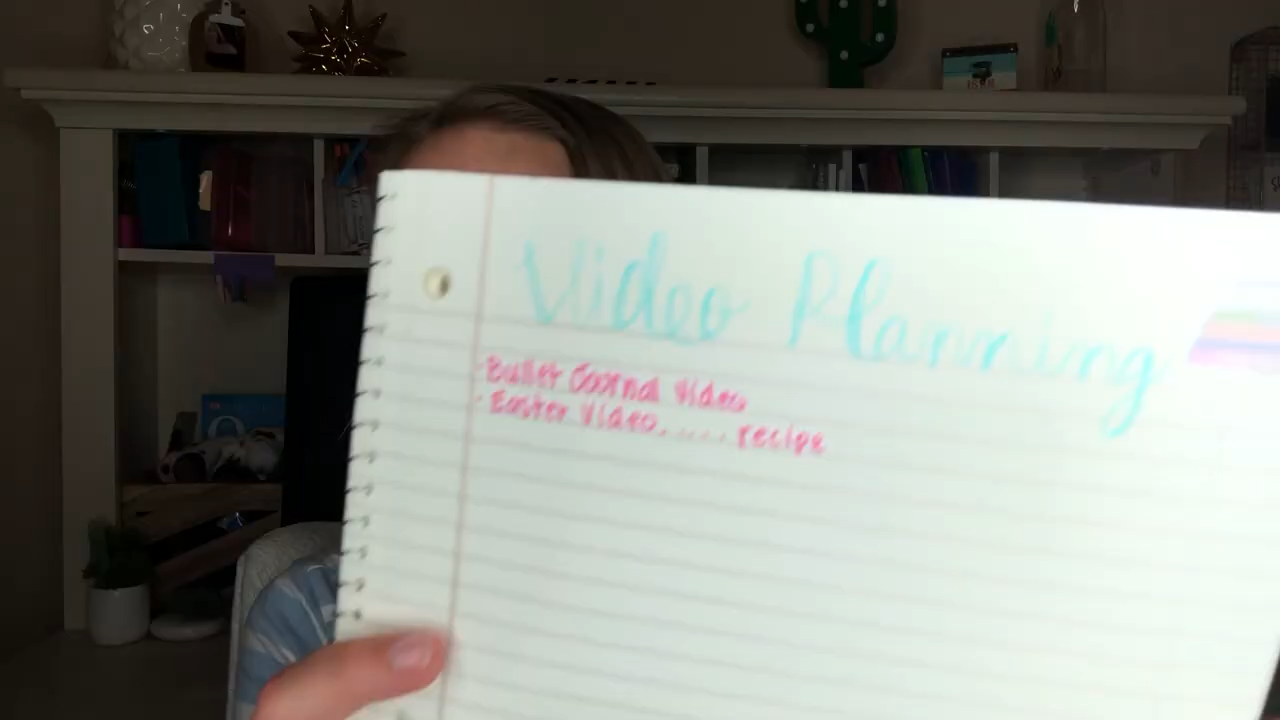 Video Planning
· Bullet Journal Video
· Easter Video..... recipe